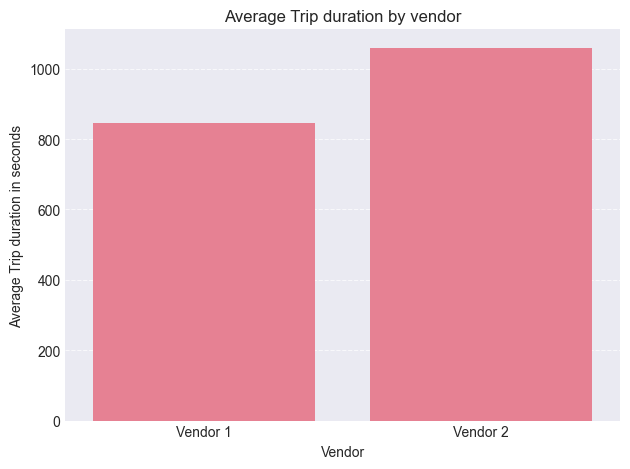 Average Trip duration by vendor
Average Trip duration in seconds
1000
800
600
400
200
0
Vendor 1
Vendor 2
Vendor